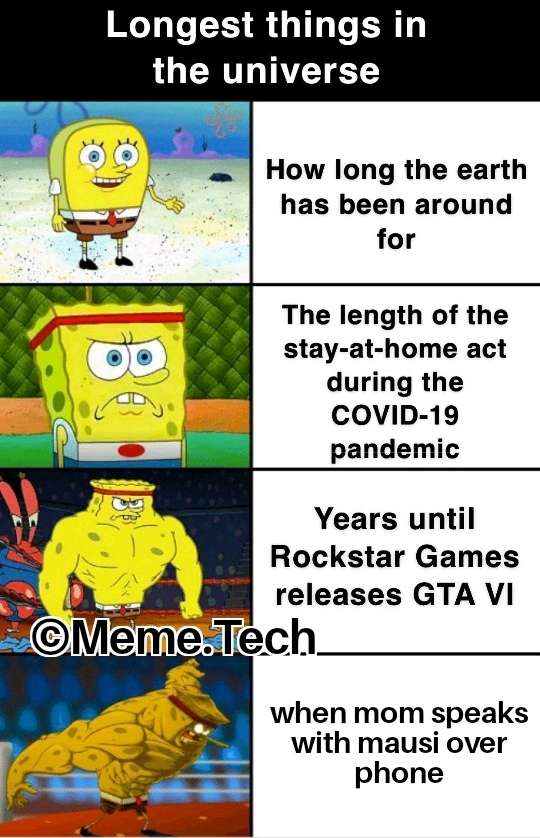 Longest things in
the universe
How long the earth
has been around
for
The length of the
stay-at-home act
during the
COVID-19
pandemic
Years until
Rockstar Games
releases GTA VI
©Meme.Tech
when mom speaks
with mausi over
phone